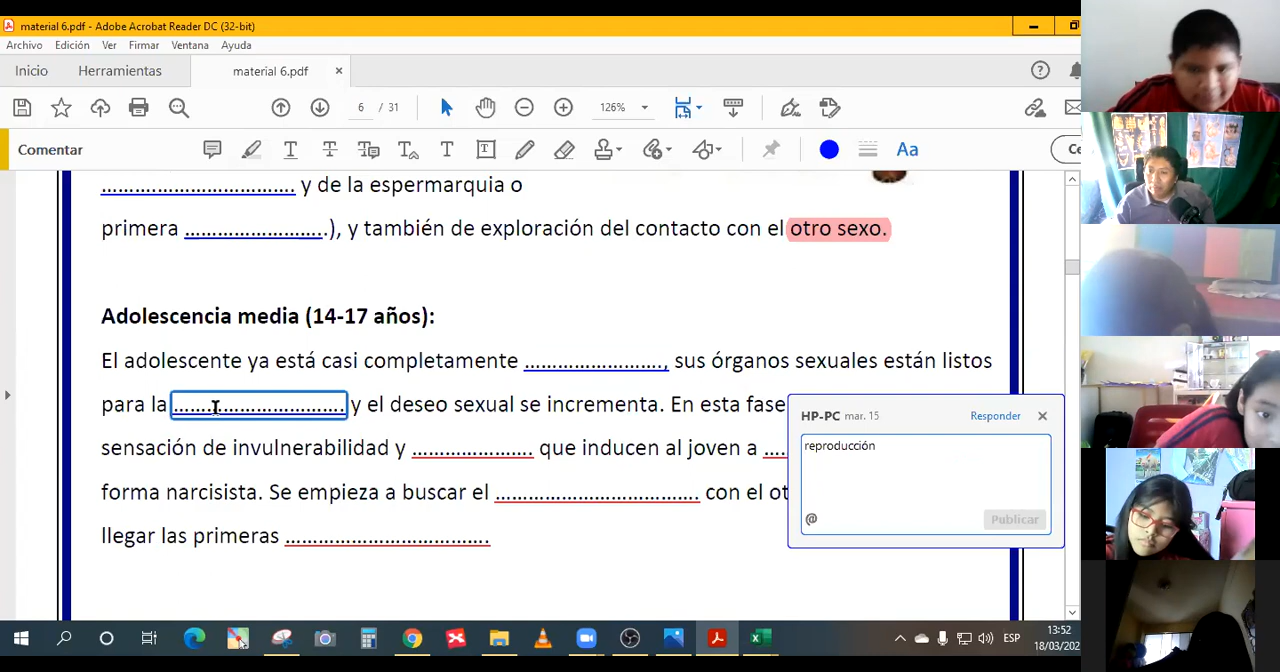 material 6.pdf - Adobe Acrobat Reader DC (32-bit)
Archivo Edición Ver Firmar Ventana Ayuda
Inicio Herramientas material 6.pdf ×
6 / 31 126%
Comentar Ce
................................. y de la espermarquia o
primera .........................), y también de exploración del contacto con el otro sexo.
Adolescencia media (14-17 años):
El adolescente ya está casi completamente ........................, sus órganos sexuales están listos
para la .............................. y el deseo sexual se incrementa. En esta fase
sensación de invulnerabilidad y ..................... que inducen al joven a ....
forma narcisista. Se empieza a buscar el ................................... con el ot
llegar las primeras ...................................
HP-PC mar. 15 Responder
reproducción
@ Publicar
ESP
13:52
18/03/202